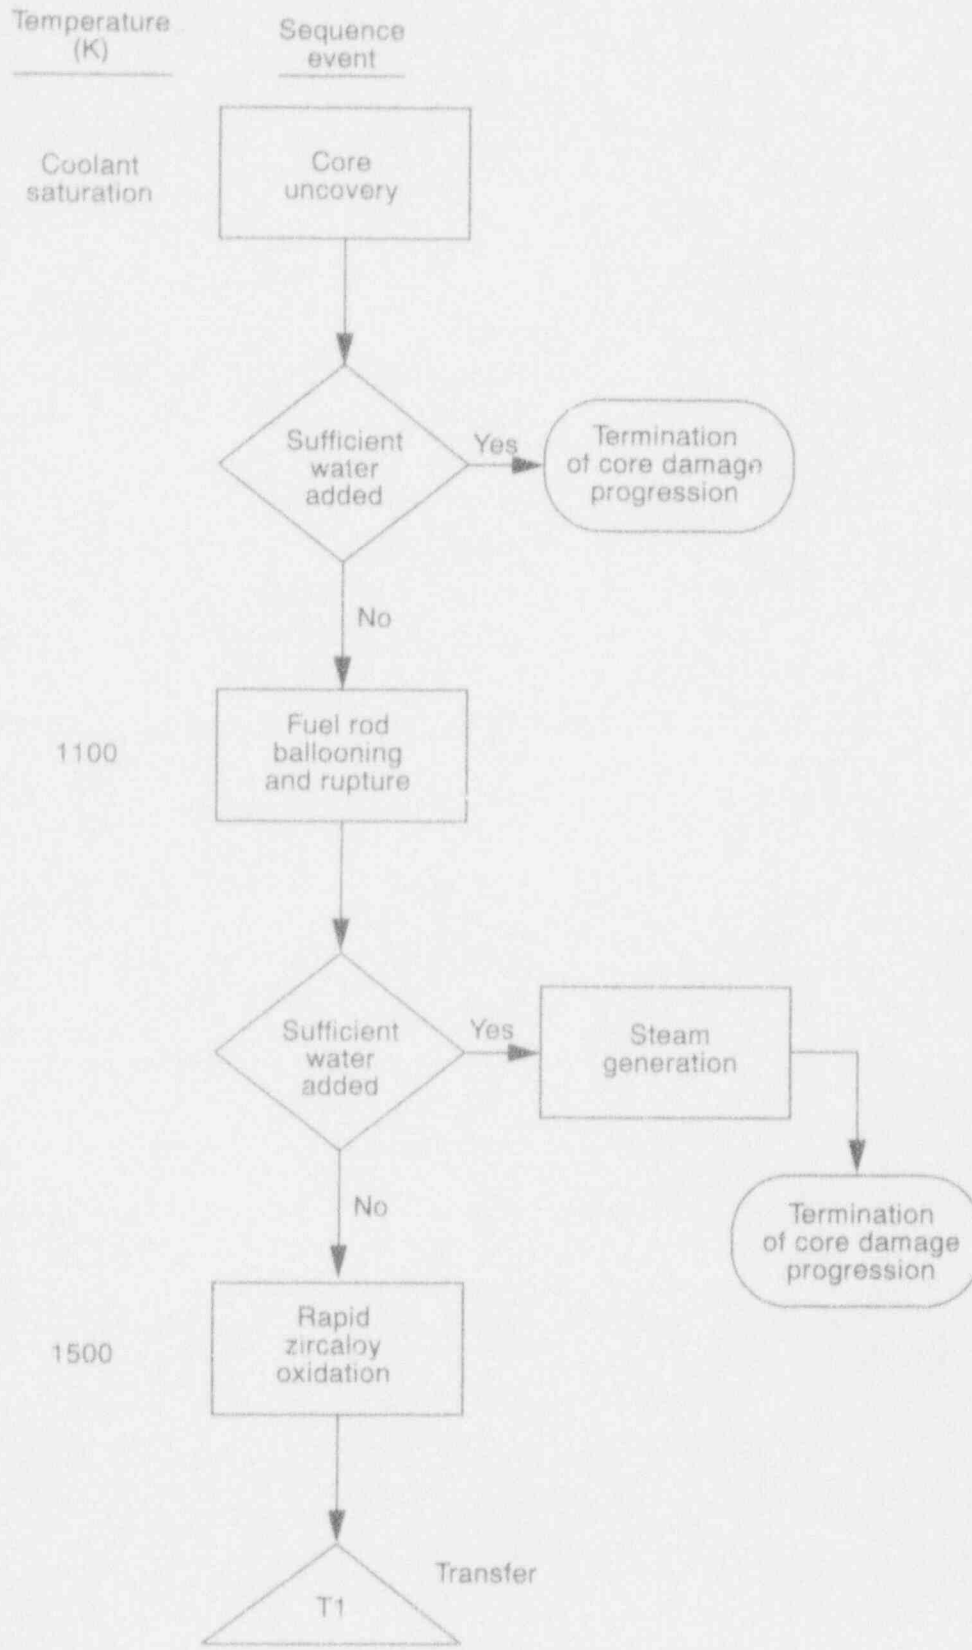 Temperature
(K)
Sequence
event
Coolant
saturation
Core
uncovery
Sufficient
water
added
Yes
Termination
of core damage
progression
No
1100
Fuel rod
ballooning
and rupture
Sufficient
water
added
Yes
Steam
generation
No
Termination
of core damage
progression
1500
Rapid
zircaloy
oxidation
Transfer
T1